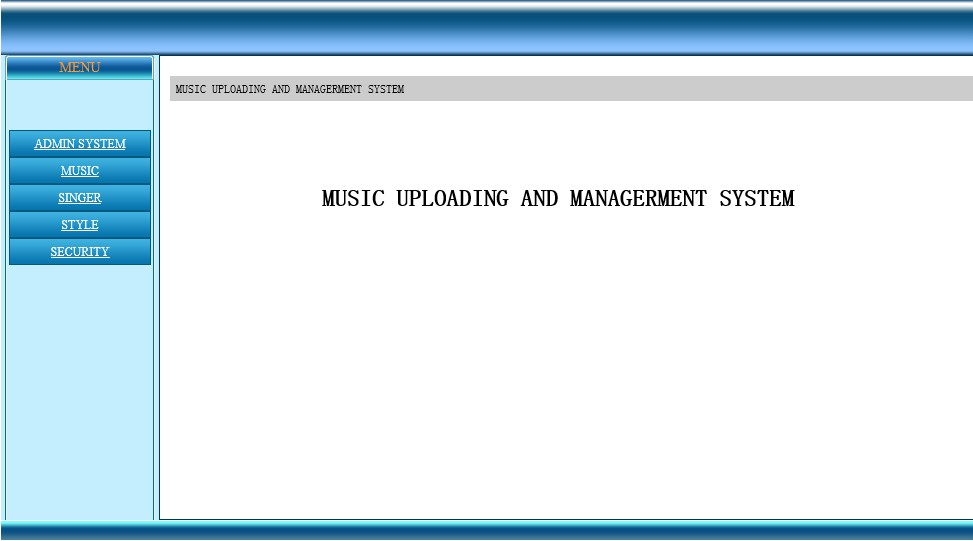 MENU
MUSIC UPLOADING AND MANAGERMENT SYSTEM
ADMIN SYSTEM
MUSIC
SINGER
STYLE
SECURITY
MUSIC UPLOADING AND MANAGERMENT SYSTEM